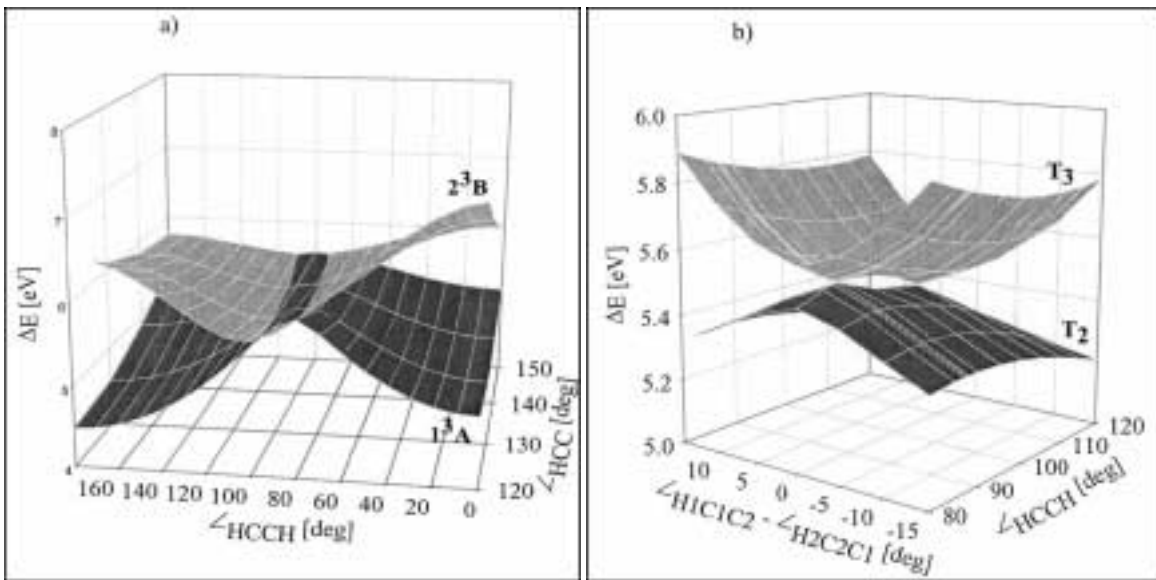 a)
8
7
6
5
4
ΔE [eV]
2³B
1³A
160 140 120 100 80 60 40 20 0
∠HCCH [deg]
150
140
130
120
∠HCC [deg]
b)
6.0
5.8
5.6
5.4
5.2
5.0
ΔE [eV]
T₃
T₂
10 5 0 -5 -10 -15
∠H1C1C2 - ∠H2C2C1 [deg]
80 90 100 110 120
∠HCCH [deg]